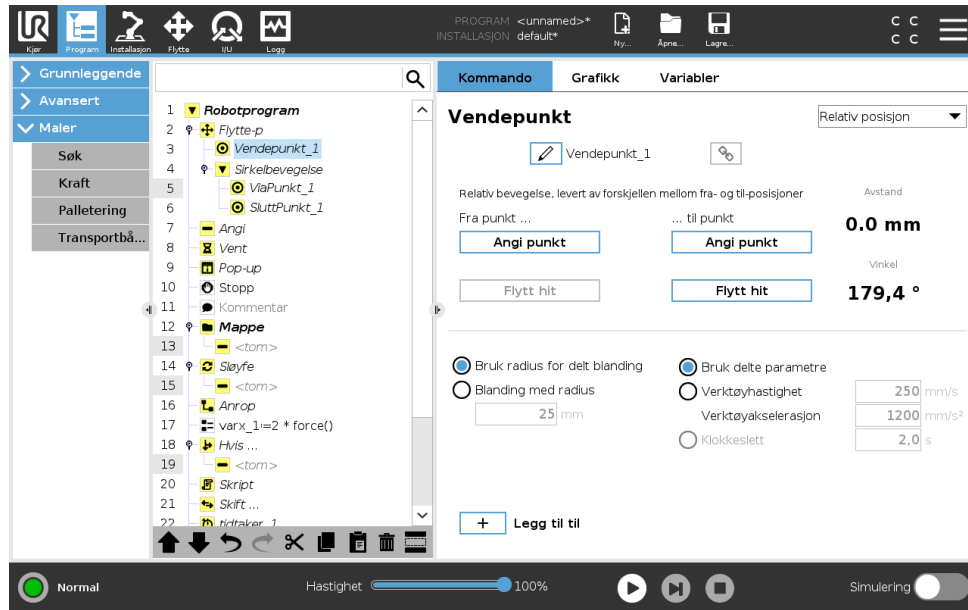 PROGRAM <unnamed>*
INSTALLASJON default*
Kjør
Program
Installasjon
Flytte
I/U
Logg
Ny...
Åpne...
Lagre...
C C
C C
Grunnleggende
Avansert
Maler
Søk
Kraft
Palletering
Transportbå...
1 Robotprogram
2 Flytte-p
3 Vendepunkt_1
4 Sirkelbevegelse
5 ViaPunkt_1
6 SluttPunkt_1
7 Angi
8 Vent
9 Pop-up
10 Stopp
11 Kommentar
12 Mappe
13 <tom>
14 Sløyfe
15 <tom>
16 Anrop
17 varx_1≔2 * force()
18 Hvis ...
19 <tom>
20 Skript
21 Skift ...
22 tidtaker_1
Kommando Grafikk Variabler
Vendepunkt
Relativ posisjon
Vendepunkt_1
Relativ bevegelse, levert av forskjellen mellom fra- og til-posisjoner
Fra punkt ...
... til punkt
Angi punkt
Angi punkt
Flytt hit
Flytt hit
Avstand
0.0 mm
Vinkel
179,4 °
Bruk radius for delt blanding
Blanding med radius
25 mm
Bruk delte parametre
Verktøyhastighet 250 mm/s
Verktøyakselerasjon 1200 mm/s²
Klokkeslett 2,0 s
+ Legg til til
Normal
Hastighet 100%
Simulering